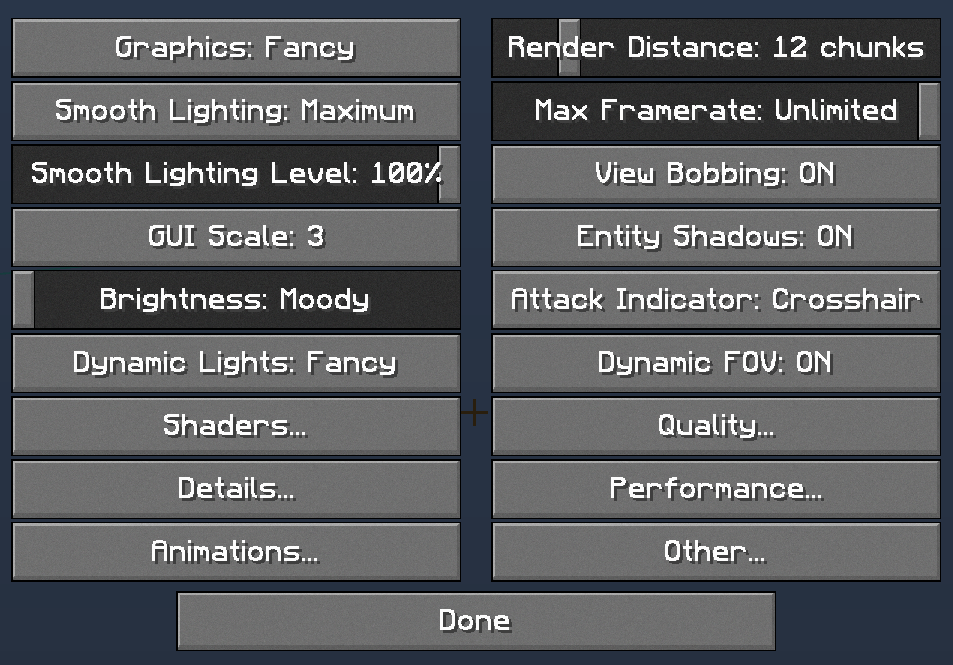 Graphics: Fancy
Render Distance: 12 chunks
Smooth Lighting: Maximum
Max Framerate: Unlimited
Smooth Lighting Level: 100%
View Bobbing: ON
GUI Scale: 3
Entity Shadows: ON
Brightness: Moody
Attack Indicator: Crosshair
Dynamic Lights: Fancy
Dynamic FOV: ON
Shaders...
Quality...
Details...
Performance...
Animations...
Other...
Done